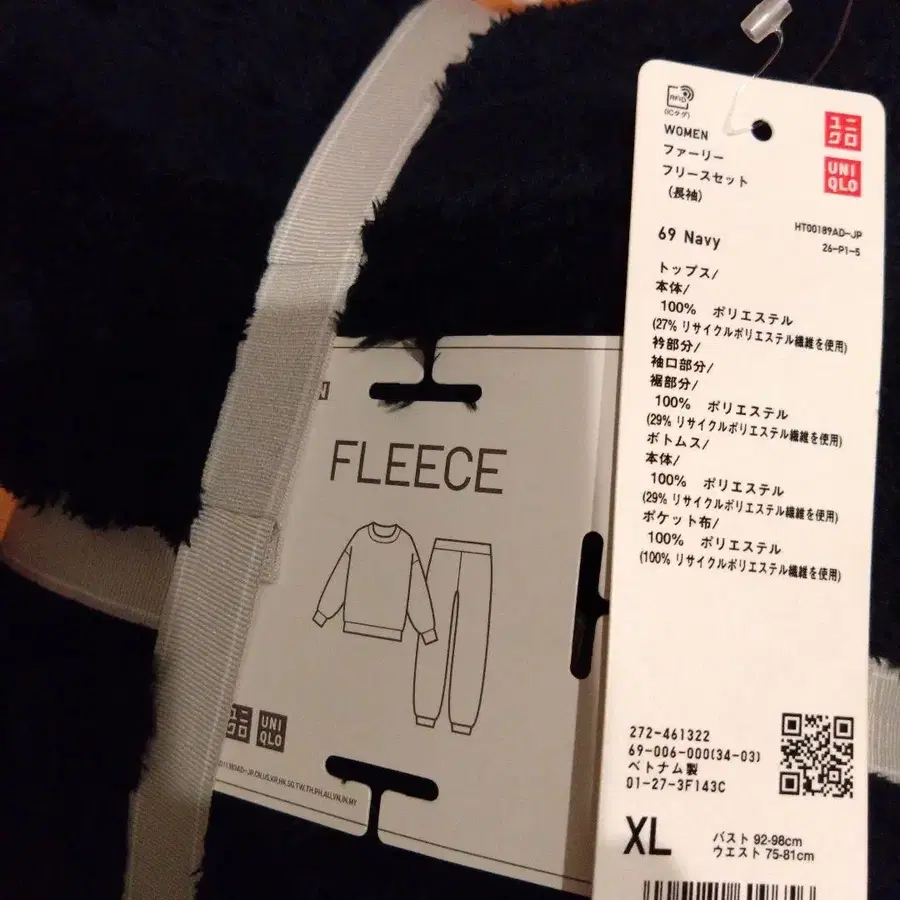 RFID
(ICタグ)
WOMEN
ファーリー
フリースセット
(長袖)
ユニ
クロ
UNI
QLO
HT00189AD-JP
26-P1-5
69 Navy
トップス/
本体/
100% ポリエステル
(27% リサイクルポリエステル繊維を使用)
衿部分/
袖口部分/
裾部分/
100% ポリエステル
(29% リサイクルポリエステル繊維を使用)
ボトムス/
本体/
100% ポリエステル
(29% リサイクルポリエステル繊維を使用)
ポケット布/
100% ポリエステル
(100% リサイクルポリエステル繊維を使用)
272-461322
69-006-000(34-03)
ベトナム製
01-27-3F143C
XL
バスト 92-98cm
ウエスト 75-81cm
FLEECE
ユニ
クロ
UNI
QLO